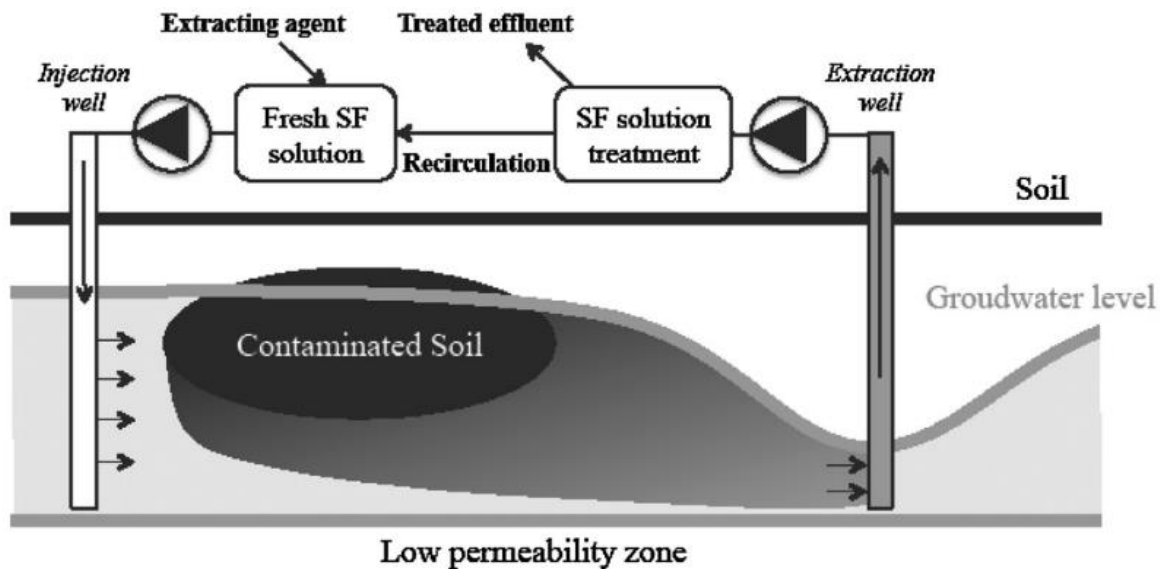 Extracting agent
Treated effluent
Injection
well
Extraction
well
Fresh SF
solution
SF solution
treatment
Recirculation
Soil
Groudwater level
Contaminated Soil
Low permeability zone